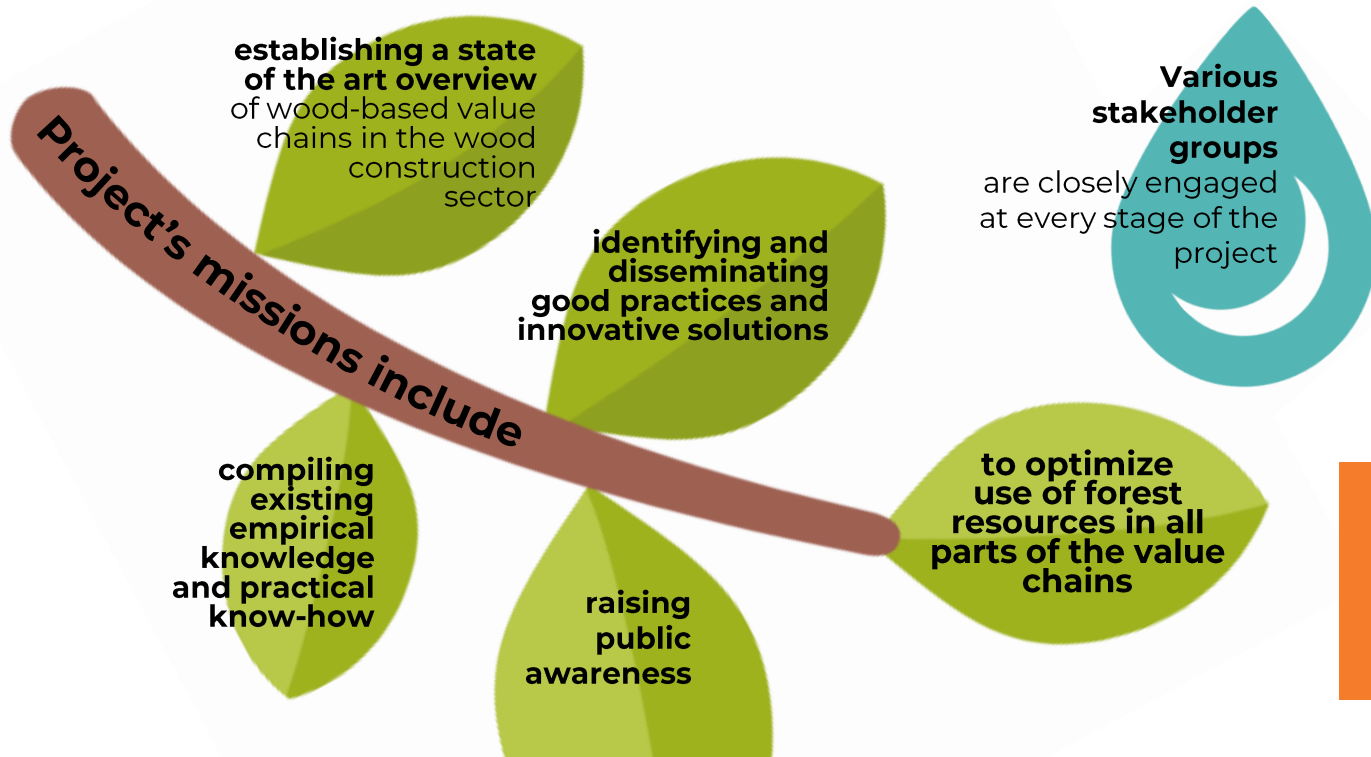 Project’s missions include
establishing a state
of the art overview
of wood-based value
chains in the wood
construction
sector
identifying and
disseminating
good practices and
innovative solutions
Various
stakeholder
groups
are closely engaged
at every stage of the
project
compiling
existing
empirical
knowledge
and practical
know-how
raising
public
awareness
to optimize
use of forest
resources in all
parts of the value
chains